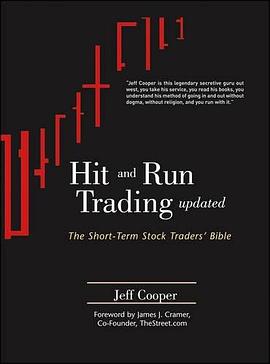 "Jeff Cooper is this legendary secretive guru out
west, you take his service, you read his books, you
understand his method of going in and out without
dogma, without religion, and you run with it."
Hit and Run
Trading updated
The Short-Term Stock Traders' Bible
Jeff Cooper
Foreword by James J. Cramer,
Co-Founder, TheStreet.com